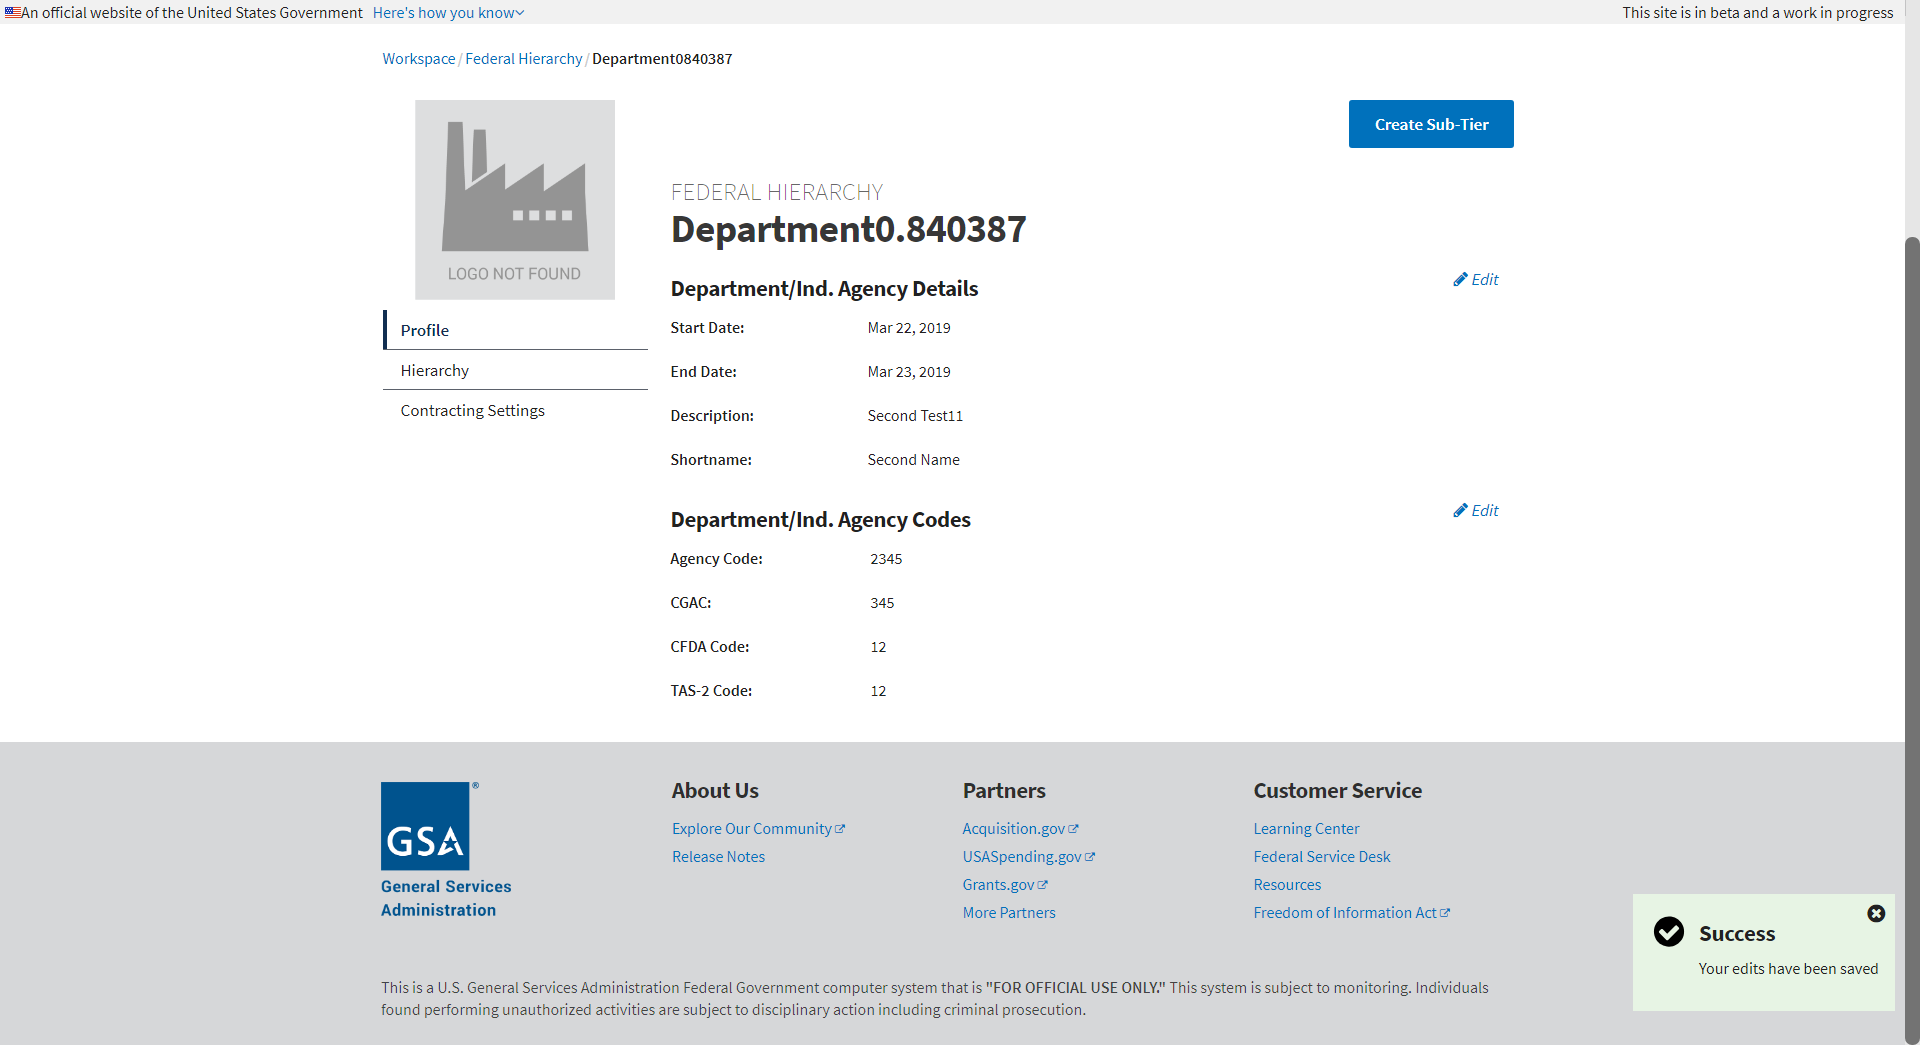 An official website of the United States Government Here's how you know
This site is in beta and a work in progress
Workspace / Federal Hierarchy / Department0840387
LOGO NOT FOUND
Create Sub-Tier
FEDERAL HIERARCHY
Department0.840387
Profile
Hierarchy
Contracting Settings
Department/Ind. Agency Details
Edit
Start Date: Mar 22, 2019
End Date: Mar 23, 2019
Description: Second Test11
Shortname: Second Name
Department/Ind. Agency Codes
Edit
Agency Code: 2345
CGAC: 345
CFDA Code: 12
TAS-2 Code: 12
GSA®
General Services
Administration
About Us
Explore Our Community
Release Notes
Partners
Acquisition.gov
USASpending.gov
Grants.gov
More Partners
Customer Service
Learning Center
Federal Service Desk
Resources
Freedom of Information Act
Success
Your edits have been saved
This is a U.S. General Services Administration Federal Government computer system that is "FOR OFFICIAL USE ONLY." This system is subject to monitoring. Individuals
found performing unauthorized activities are subject to disciplinary action including criminal prosecution.